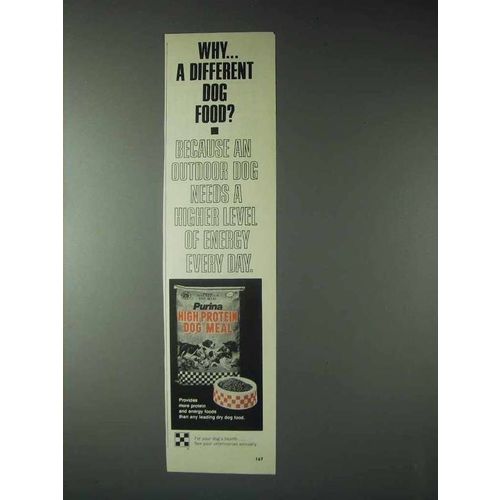 WHY...
A DIFFERENT
DOG
FOOD?
BECAUSE AN
OUTDOOR DOG
NEEDS A
HIGHER LEVEL
OF ENERGY
EVERY DAY.
Purina
HIGH PROTEIN
DOG MEAL
Provides
more protein
and energy foods
than any leading dry dog food.
For your dog's health . . .
See your veterinarian annually.
147